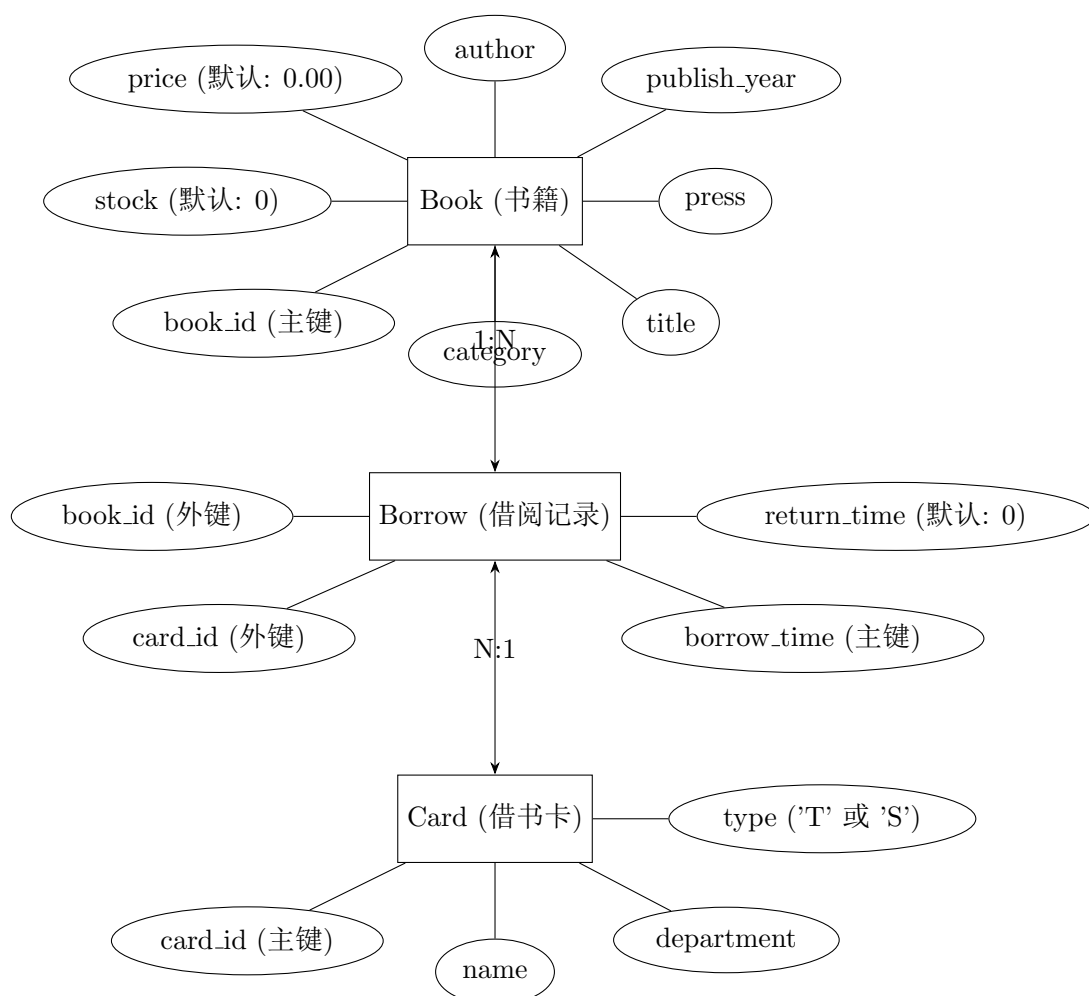 author
price (默认: 0.00)
publish_year
stock (默认: 0)
Book (书籍)
press
book_id (主键)
title
1:N
category
book_id (外键)
Borrow (借阅记录)
return_time (默认: 0)
card_id (外键)
borrow_time (主键)
N:1
Card (借书卡)
type ('T' 或 'S')
card_id (主键)
department
name